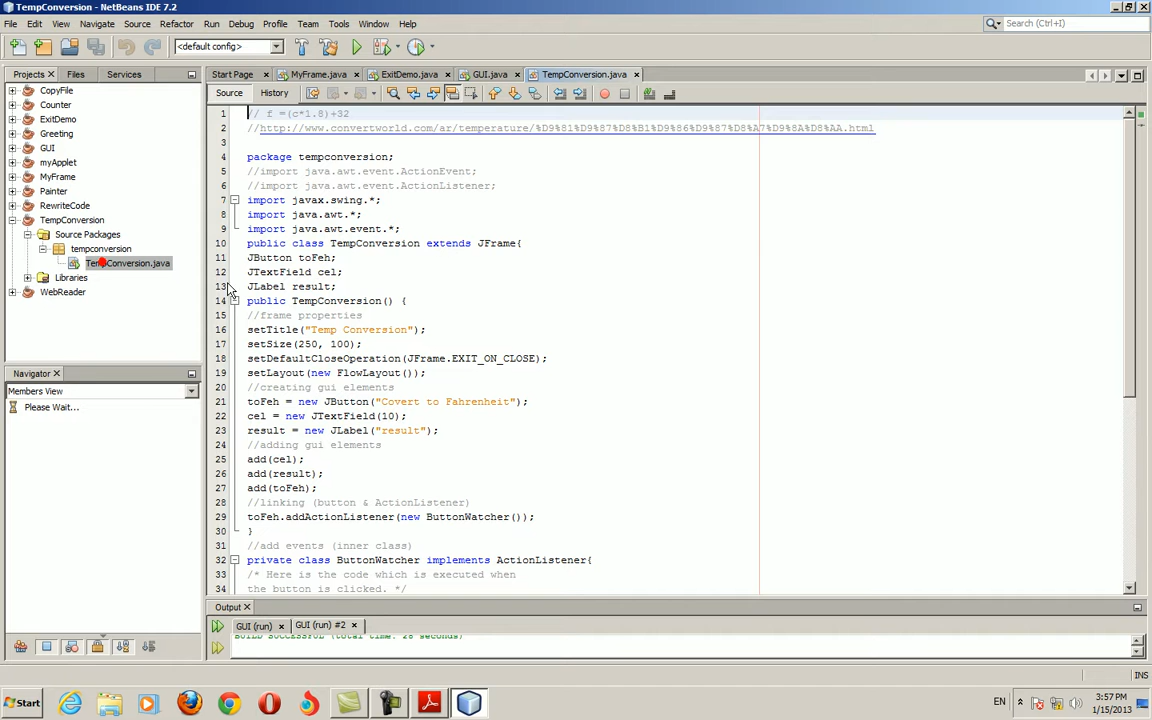 TempConversion - NetBeans IDE 7.2
File Edit View Navigate Source Refactor Run Debug Profile Team Tools Window Help
Search (Ctrl+I)
<default config>
Projects Files Services
Start Page MyFrame.java ExitDemo.java GUI.java TempConversion.java
Source History
CopyFile
Counter
ExitDemo
Greeting
GUI
myApplet
MyFrame
Painter
RewriteCode
TempConversion
Source Packages
tempconversion
TempConversion.java
Libraries
WebReader
Navigator
Members View
Please Wait...
1 // f =(c*1.8)+32
2 //http://www.convertworld.com/ar/temperature/%D9%81%D9%87%D8%B1%D9%86%D9%87%D8%A7%D9%8A%D8%AA.html
3
4 package tempconversion;
5 //import java.awt.event.ActionEvent;
6 //import java.awt.event.ActionListener;
7 import javax.swing.*;
8 import java.awt.*;
9 import java.awt.event.*;
10 public class TempConversion extends JFrame{
11 JButton toFeh;
12 JTextField cel;
13 JLabel result;
14 public TempConversion() {
15 //frame properties
16 setTitle("Temp Conversion");
17 setSize(250, 100);
18 setDefaultCloseOperation(JFrame.EXIT_ON_CLOSE);
19 setLayout(new FlowLayout());
20 //creating gui elements
21 toFeh = new JButton("Covert to Fahrenheit");
22 cel = new JTextField(10);
23 result = new JLabel("result");
24 //adding gui elements
25 add(cel);
26 add(result);
27 add(toFeh);
28 //linking (button & ActionListener)
29 toFeh.addActionListener(new ButtonWatcher());
30 }
31 //add events (inner class)
32 private class ButtonWatcher implements ActionListener{
33 /* Here is the code which is executed when
34 the button is clicked. */
Output
GUI (run) GUI (run) #2
BUILD SUCCESSFUL (total time: 28 seconds)
INS
Start
EN
3:57 PM
1/15/2013